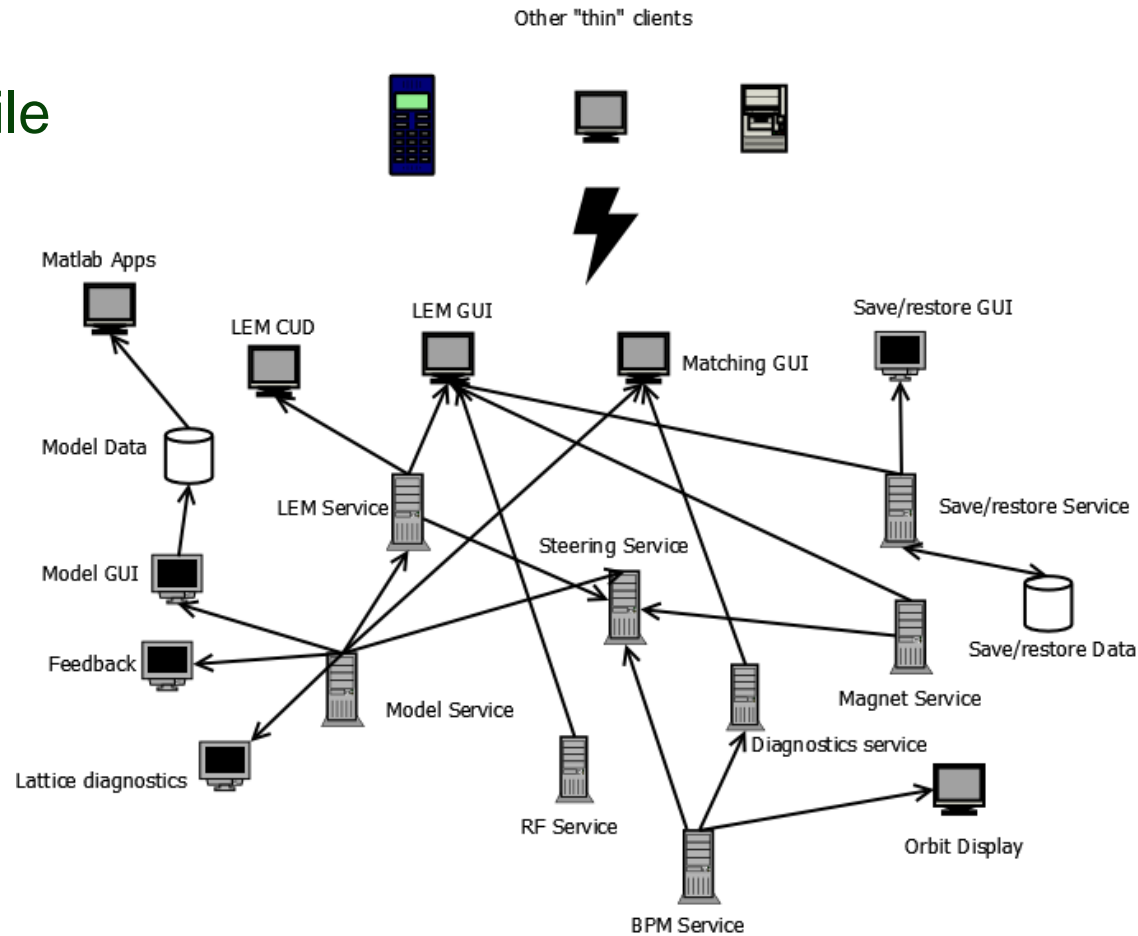 Other "thin" clients
ile
Matlab Apps
LEM CUD
LEM GUI
Matching GUI
Save/restore GUI
Model Data
LEM Service
Save/restore Service
Steering Service
Model GUI
Save/restore Data
Feedback
Magnet Service
Model Service
Diagnostics service
Lattice diagnostics
RF Service
Orbit Display
BPM Service